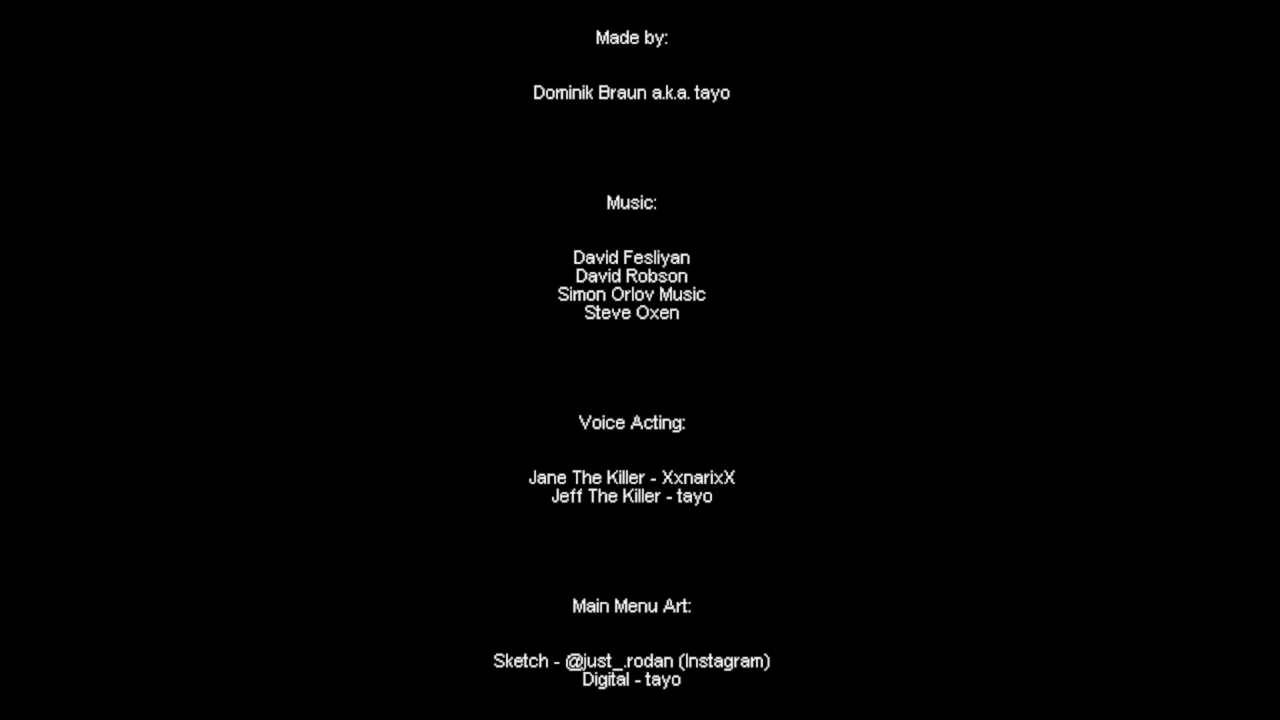 Made by:
Dominik Braun a.k.a. tayo
Music:
David Fesliyan
David Robson
Simon Orlov Music
Steve Oxen
Voice Acting:
Jane The Killer - XxnarixX
Jeff The Killer - tayo
Main Menu Art:
Sketch - @just_.rodan (Instagram)
Digital - tayo